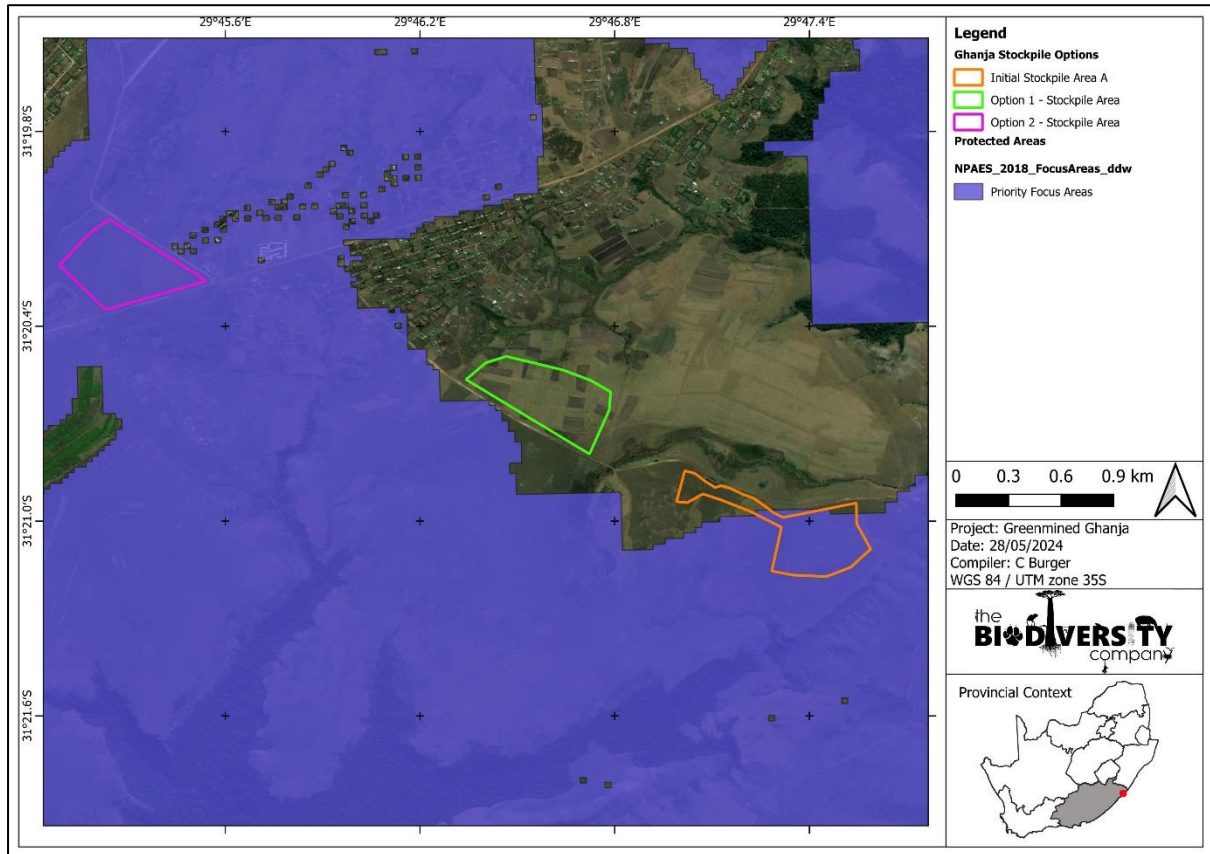 29°45.6'E 29°46.2'E 29°46.8'E 29°47.4'E
31°19.8'S
31°20.4'S
31°21.0'S
31°21.6'S
Legend
Ghanja Stockpile Options
Initial Stockpile Area A
Option 1 - Stockpile Area
Option 2 - Stockpile Area
Protected Areas
NPAES_2018_FocusAreas_ddw
Priority Focus Areas
0 0.3 0.6 0.9 km
Project: Greenmined Ghanja
Date: 28/05/2024
Compiler: C Burger
WGS 84 / UTM zone 35S
the
BIODIVERSITY
company
Provincial Context